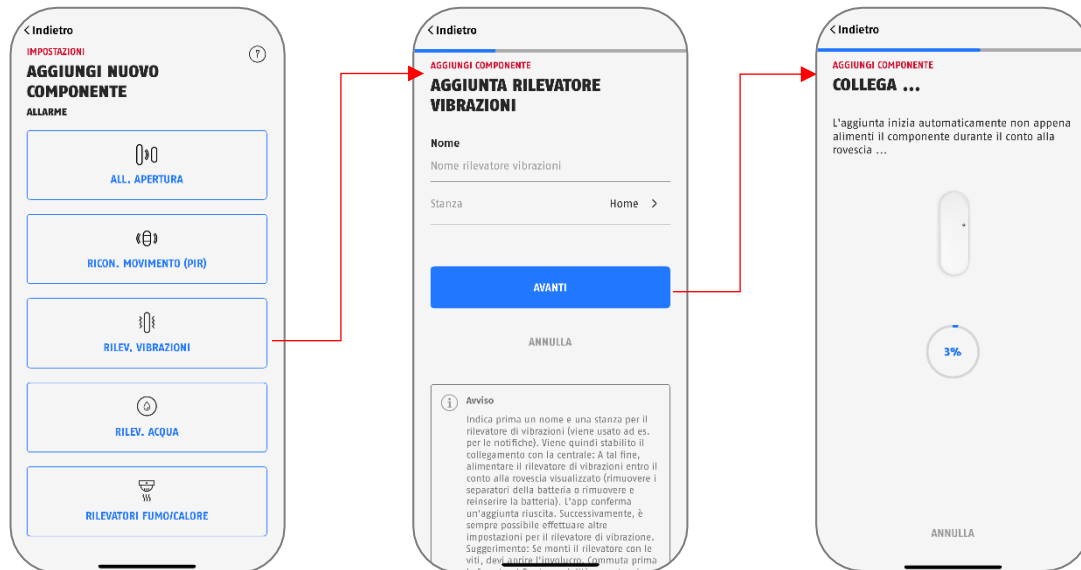 Indietro
IMPOSTAZIONI
?
AGGIUNGI NUOVO
COMPONENTE
ALLARME
ALL. APERTURA
RICON. MOVIMENTO (PIR)
RILEV. VIBRAZIONI
RILEV. ACQUA
RILEVATORI FUMO/CALORE
Indietro
AGGIUNGI COMPONENTE
AGGIUNTA RILEVATORE
VIBRAZIONI
Nome
Nome rilevatore vibrazioni
Stanza Home
AVANTI
ANNULLA
i Avviso
Indica prima un nome e una stanza per il
rilevatore di vibrazioni (viene usato ad es.
per le notifiche). Viene quindi stabilito il
collegamento con la centrale: A tal fine,
alimentare il rilevatore di vibrazioni entro il
conto alla rovescia visualizzato (rimuovere i
separatori della batteria o rimuovere e
reinserire la batteria). L'app conferma
un'aggiunta riuscita. Successivamente, è
sempre possibile effettuare altre
impostazioni per il rilevatore di vibrazione.
Suggerimento: Se monti il rilevatore con le
viti, devi aprire l'involucro. Commuta prima
Indietro
AGGIUNGI COMPONENTE
COLLEGA ...
L'aggiunta inizia automaticamente non appena
alimenti il componente durante il conto alla
rovescia ...
3%
ANNULLA